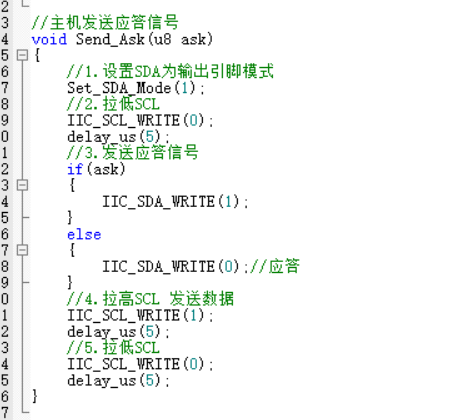 2
3 //主机发送应答信号
4 void Send_Ask(u8 ask)
5 {
6 //1.设置SDA为输出引脚模式
7 Set_SDA_Mode(1);
8 //2.拉低SCL
9 IIC_SCL_WRITE(0);
0 delay_us(5);
1 //3.发送应答信号
2 if(ask)
3 {
4 IIC_SDA_WRITE(1);
5 }
6 else
7 {
8 IIC_SDA_WRITE(0);//应答
9 }
0 //4.拉高SCL 发送数据
1 IIC_SCL_WRITE(1);
2 delay_us(5);
3 //5.拉低SCL
4 IIC_SCL_WRITE(0);
5 delay_us(5);
6 }
7